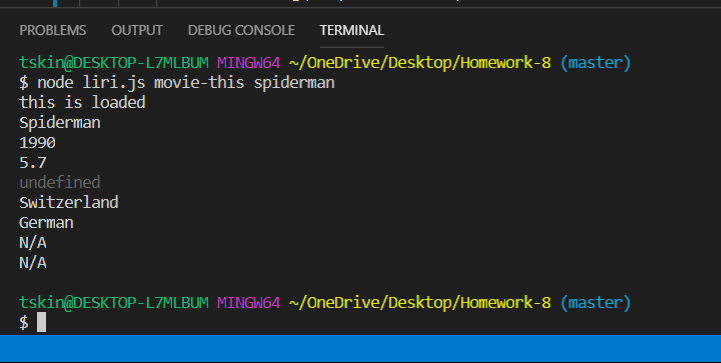 PROBLEMS OUTPUT DEBUG CONSOLE TERMINAL
tskin@DESKTOP-L7MLBUM MINGW64 ~/OneDrive/Desktop/Homework-8 (master)
$ node liri.js movie-this spiderman
this is loaded
Spiderman
1990
5.7
undefined
Switzerland
German
N/A
N/A
tskin@DESKTOP-L7MLBUM MINGW64 ~/OneDrive/Desktop/Homework-8 (master)
$